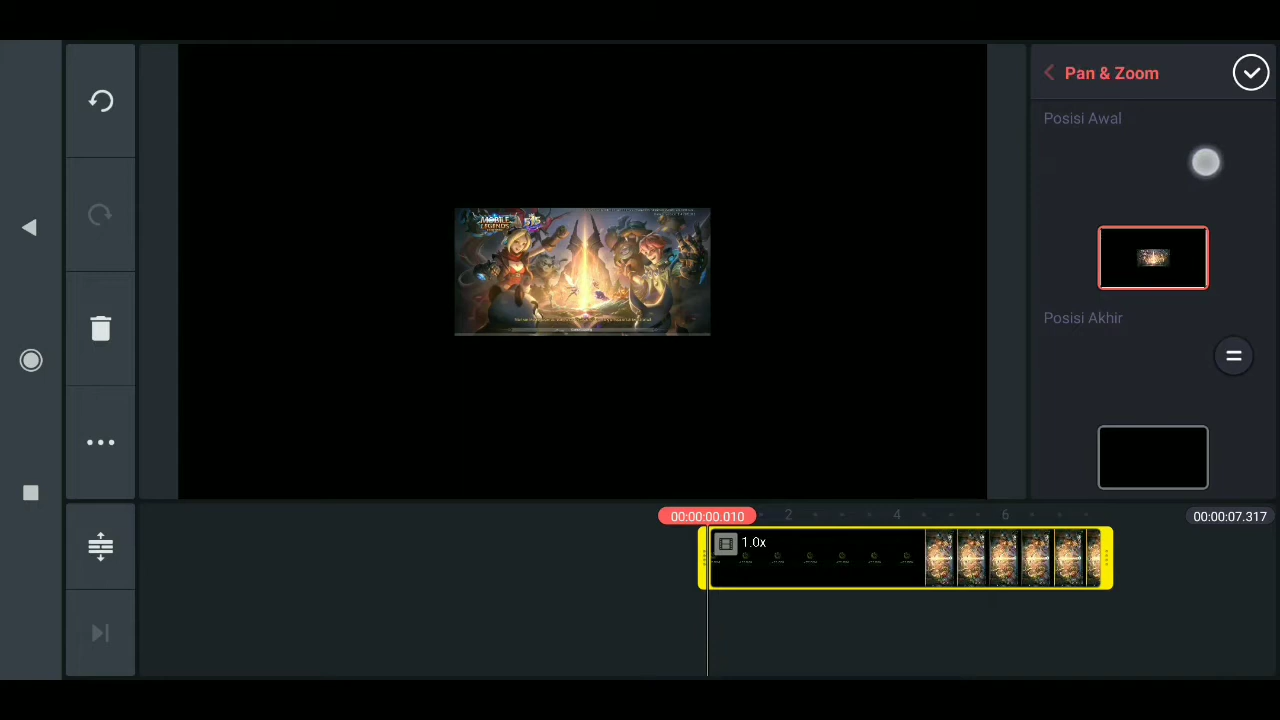 Pan & Zoom
Posisi Awal
MOBILE
LEGENDS
515
Posisi Akhir
=
00:00:00.010
2
4
6
00:00:07.317
1.0x